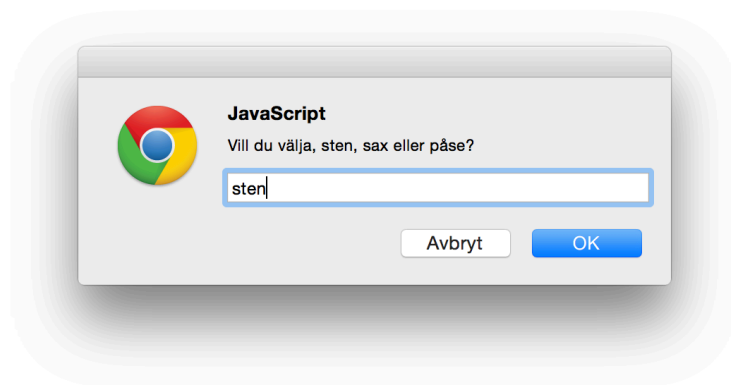 JavaScript
Vill du välja, sten, sax eller påse?
sten
Avbryt OK